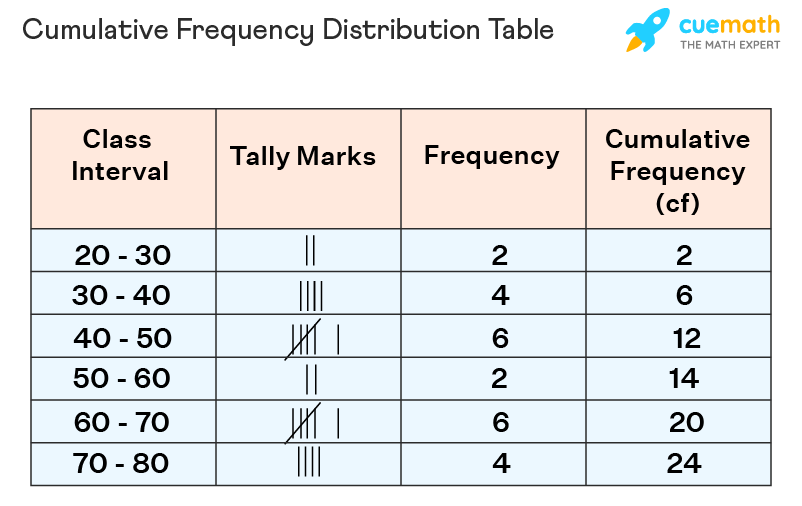 Cumulative Frequency Distribution Table
cuemath
THE MATH EXPERT
Class Interval Tally Marks Frequency Cumulative Frequency (cf)
20 - 30 || 2 2
30 - 40 |||| 4 6
40 - 50 |||| | 6 12
50 - 60 || 2 14
60 - 70 |||| | 6 20
70 - 80 |||| 4 24